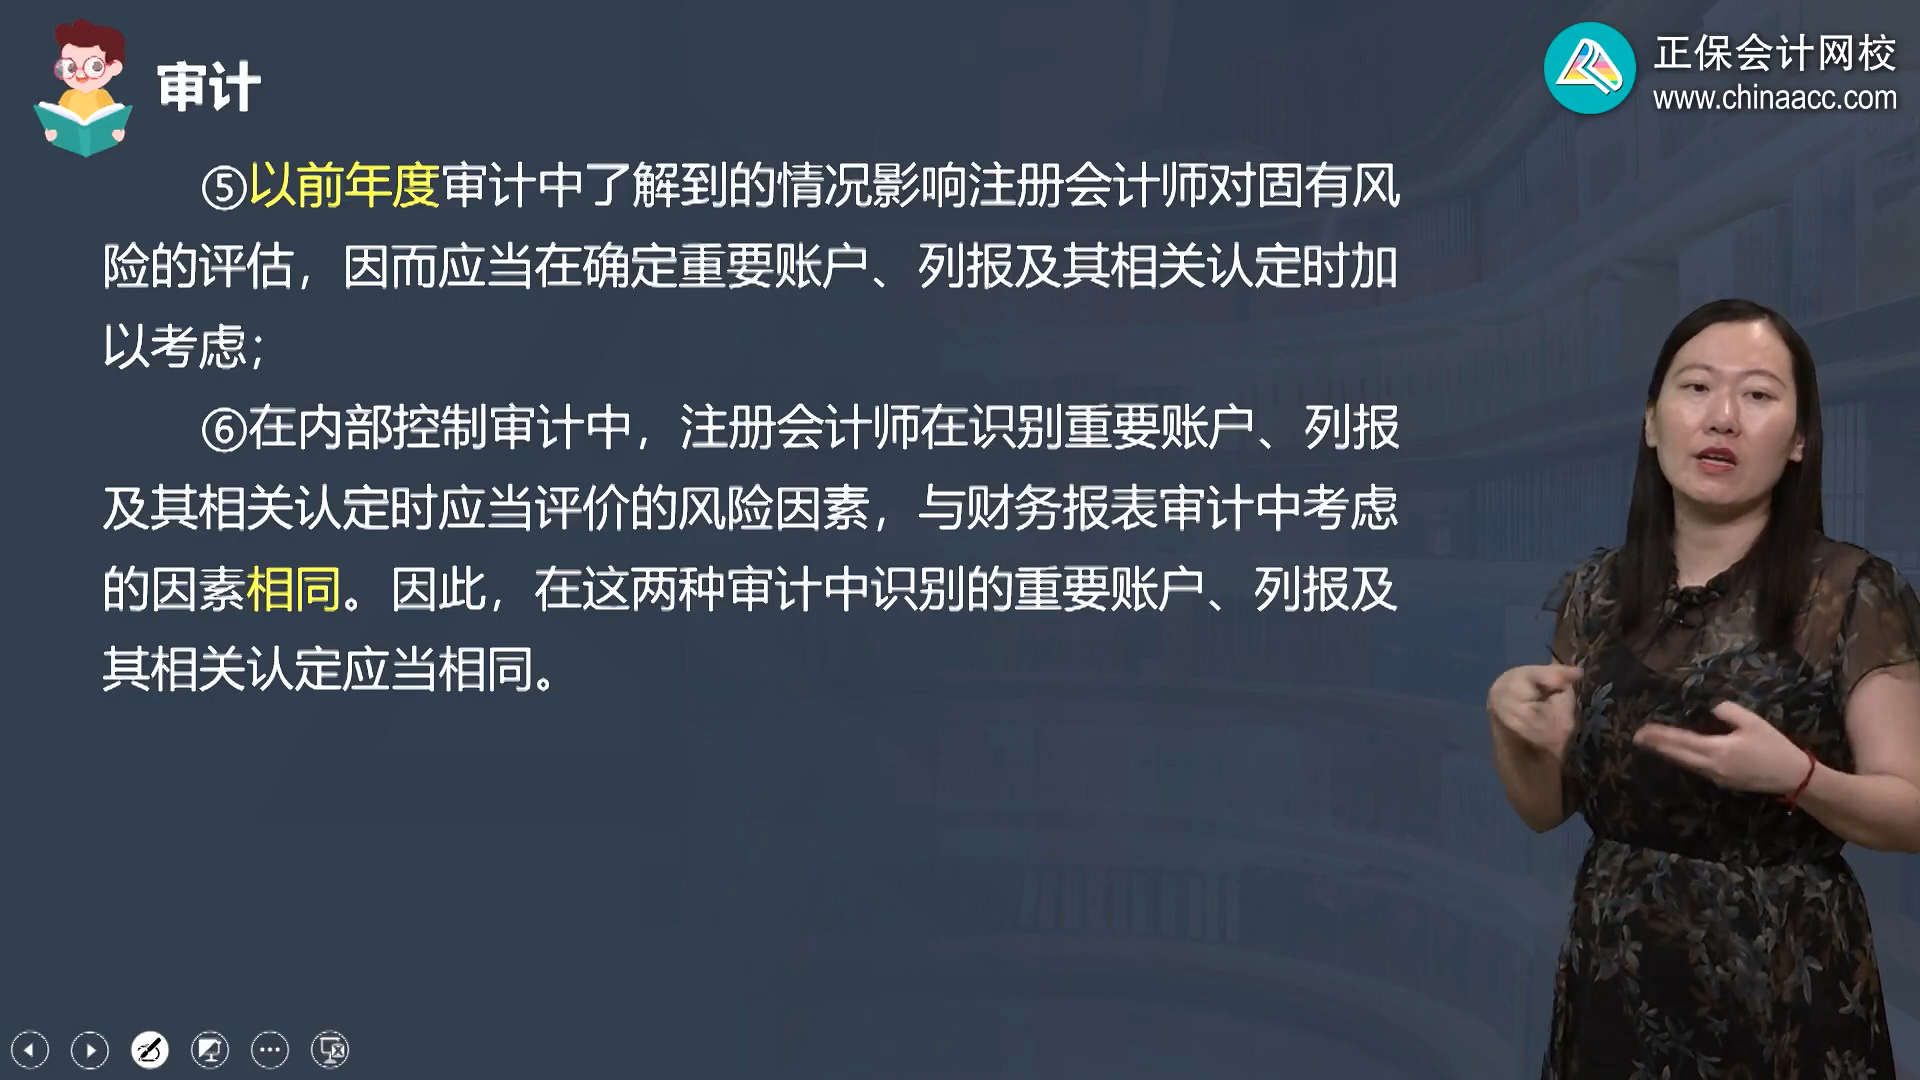 审计
正保会计网校
www.chinaacc.com
⑤以前年度审计中了解到的情况影响注册会计师对固有风
险的评估，因而应当在确定重要账户、列报及其相关认定时加
以考虑；
⑥在内部控制审计中，注册会计师在识别重要账户、列报
及其相关认定时应当评价的风险因素，与财务报表审计中考虑
的因素相同。因此，在这两种审计中识别的重要账户、列报及
其相关认定应当相同。